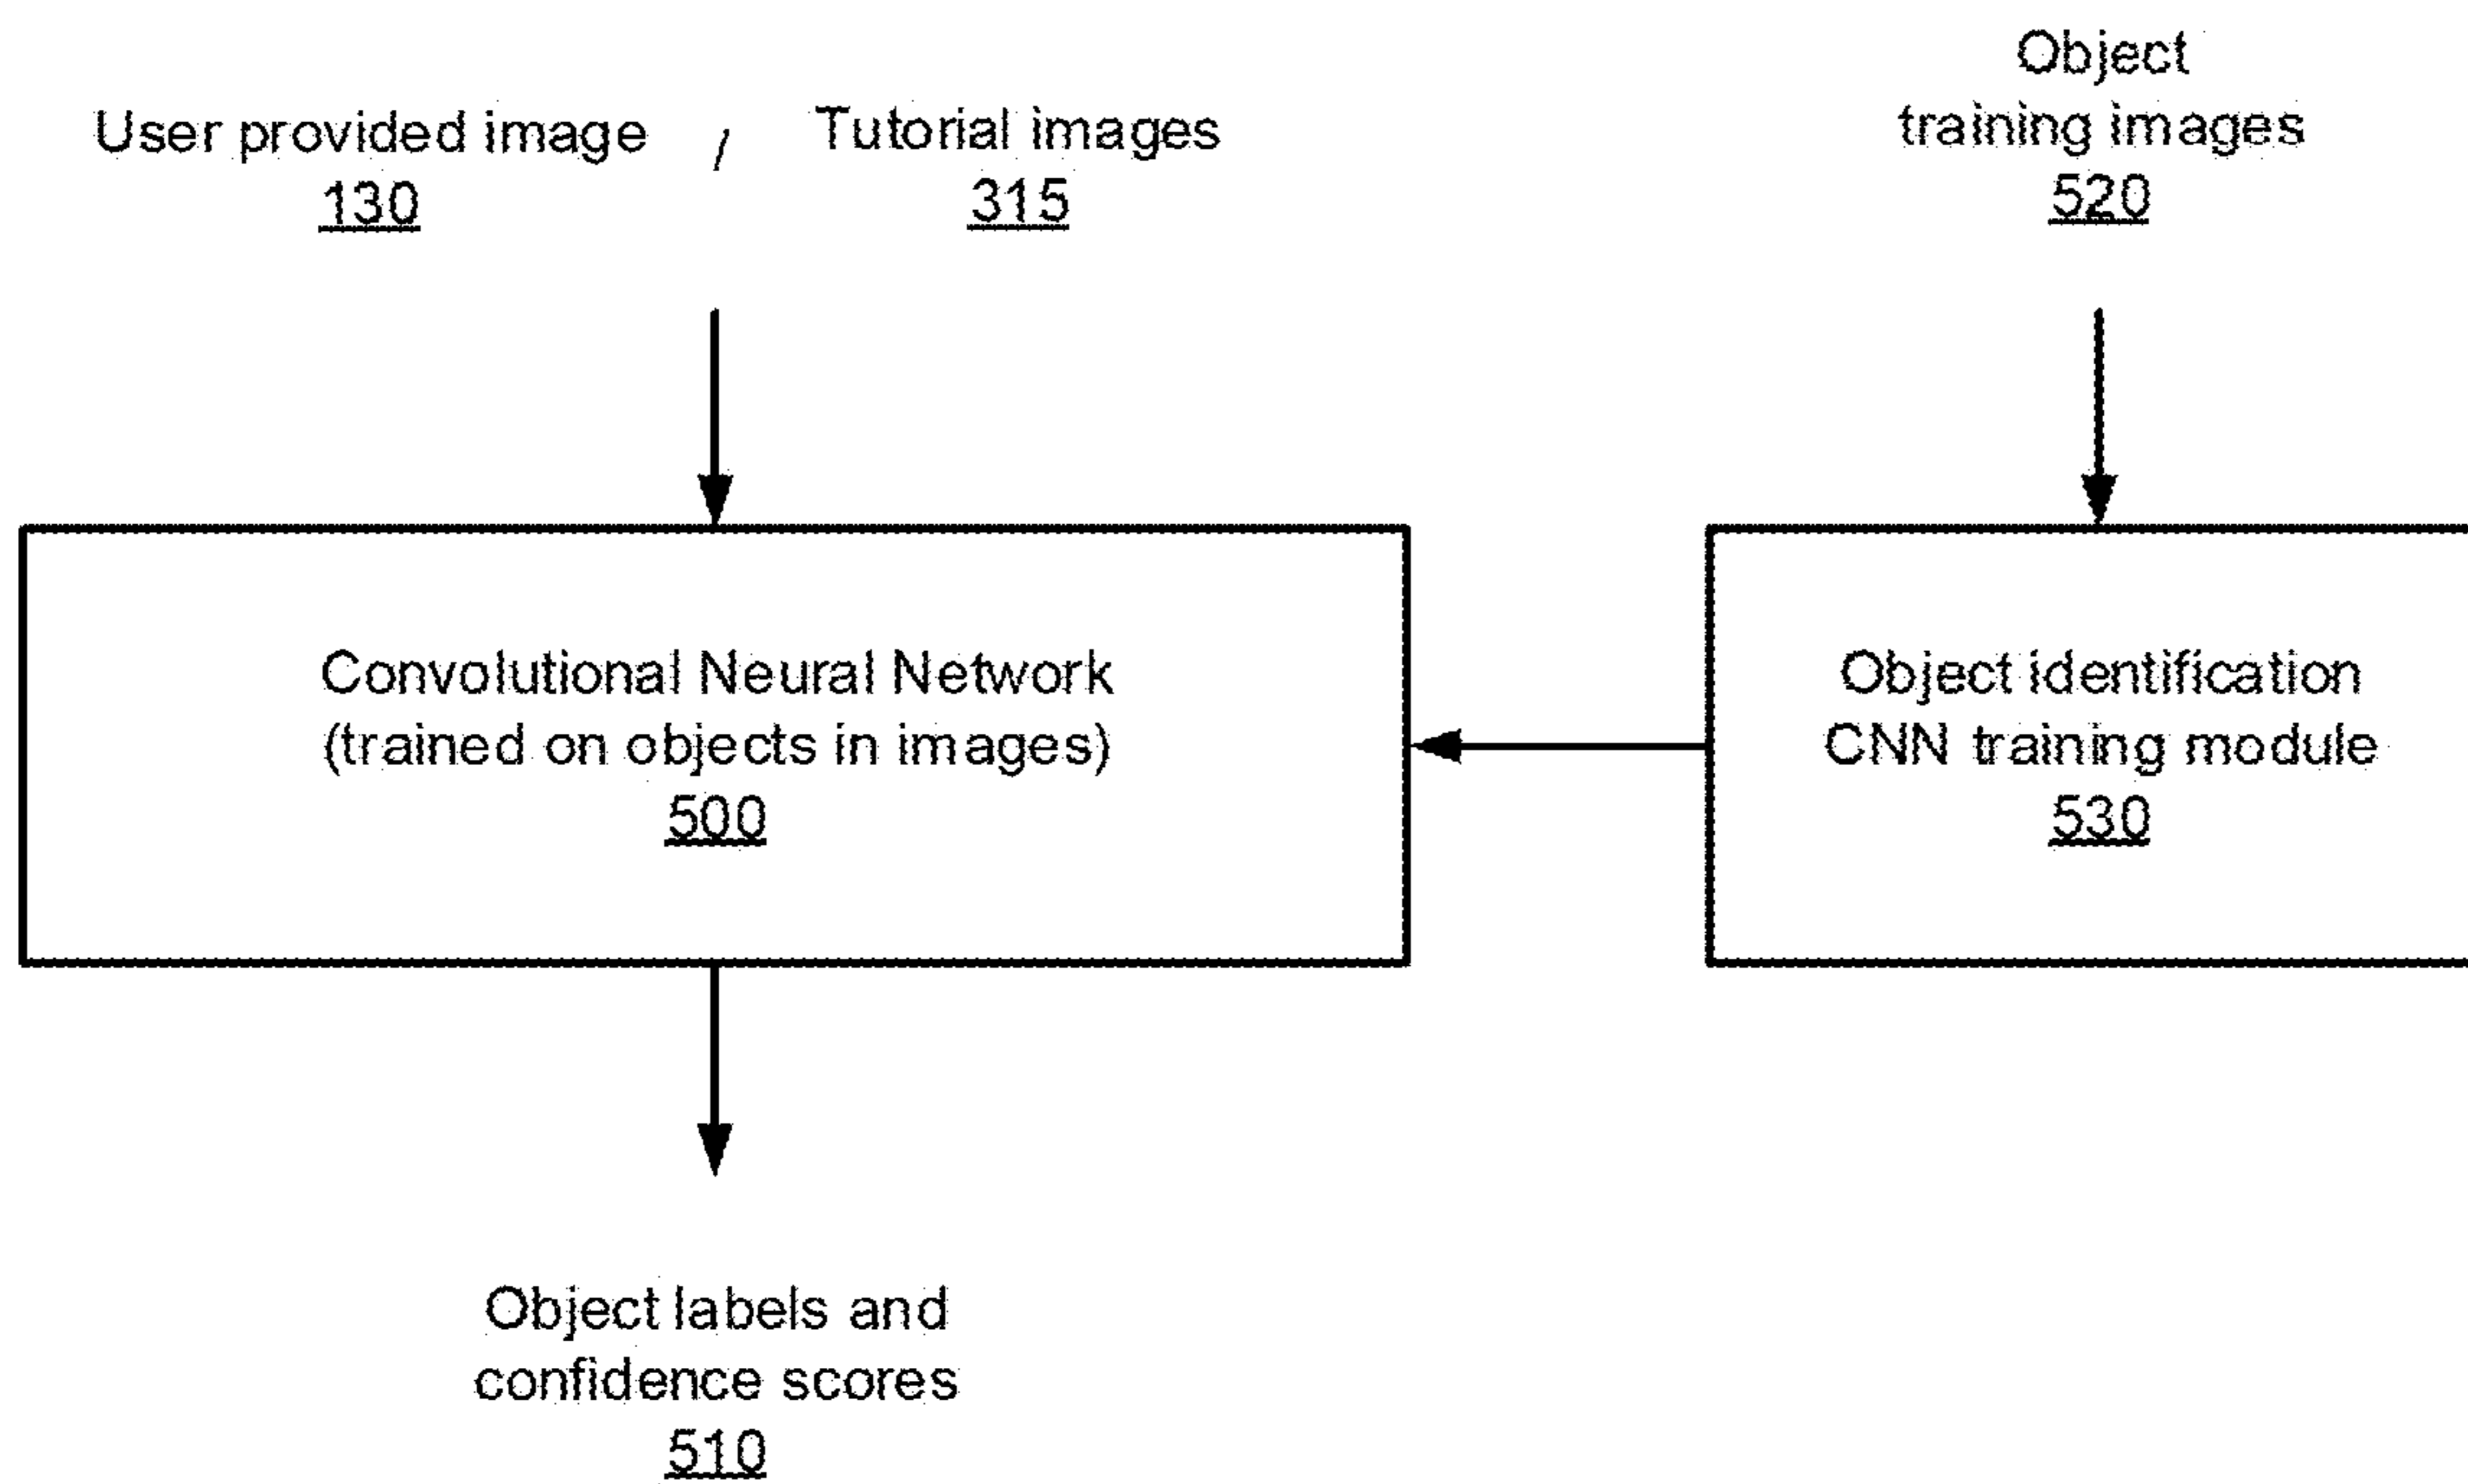 User provided image / Tutorial images
130 315
Object
training images
520
Convolutional Neural Network
(trained on objects in images)
500
Object identification
CNN training module
530
Object labels and
confidence scores
510